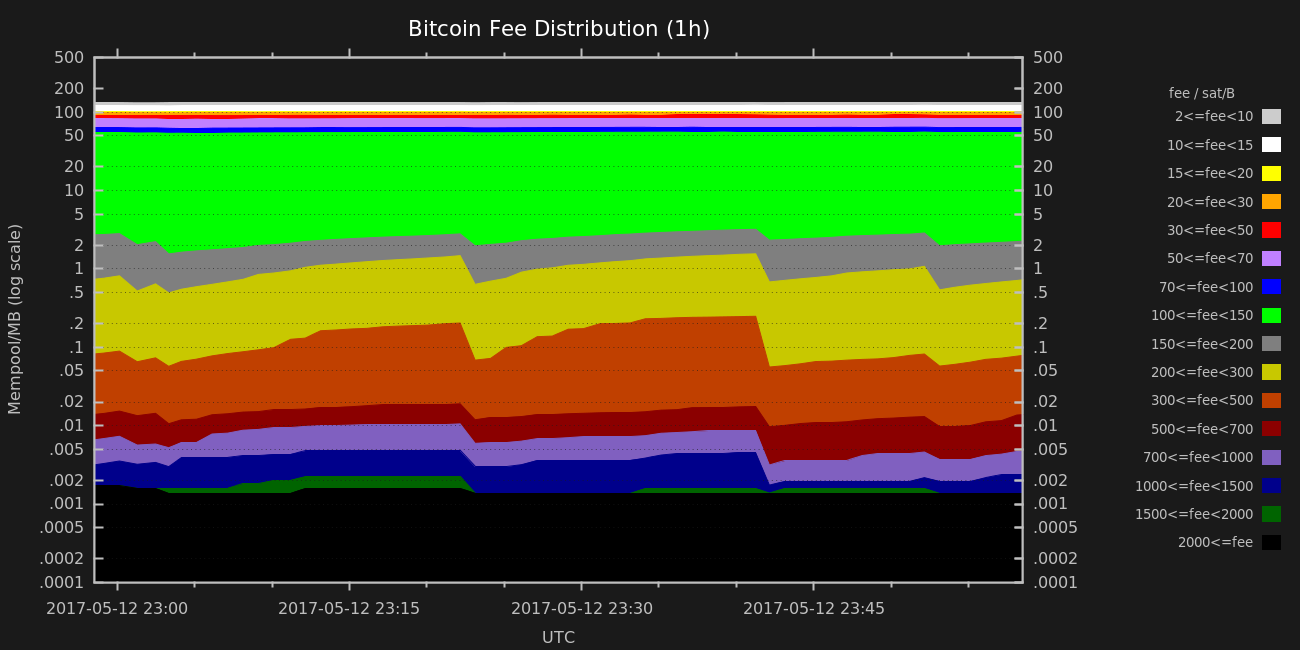 Bitcoin Fee Distribution (1h)
500
200
100
50
20
10
5
2
1
.5
.2
.1
.05
.02
.01
.005
.002
.001
.0005
.0002
.0001
Mempool/MB (log scale)
500
200
100
50
20
10
5
2
1
.5
.2
.1
.05
.02
.01
.005
.002
.001
.0005
.0002
.0001
2017-05-12 23:00
2017-05-12 23:15
2017-05-12 23:30
2017-05-12 23:45
UTC
fee / sat/B
2<=fee<10
10<=fee<15
15<=fee<20
20<=fee<30
30<=fee<50
50<=fee<70
70<=fee<100
100<=fee<150
150<=fee<200
200<=fee<300
300<=fee<500
500<=fee<700
700<=fee<1000
1000<=fee<1500
1500<=fee<2000
2000<=fee